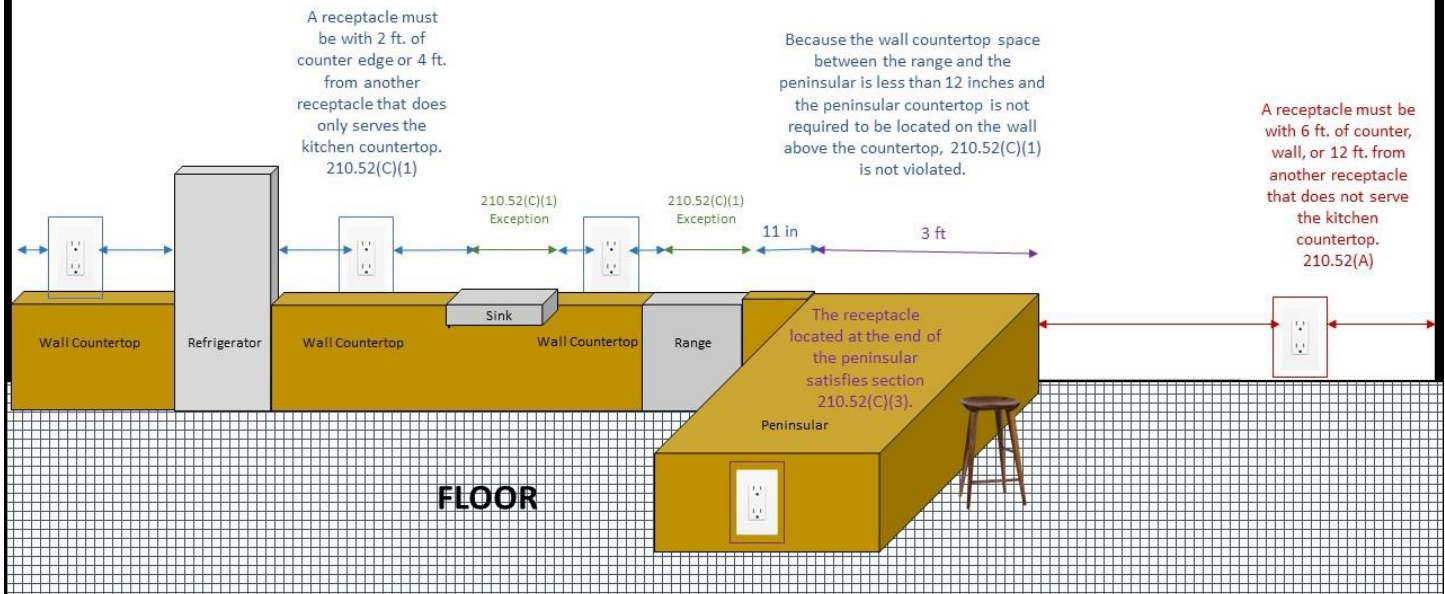 A receptacle must
be with 2 ft. of
counter edge or 4 ft.
from another
receptacle that does
only serves the
kitchen countertop.
210.52(C)(1)
Because the wall countertop space
between the range and the
peninsular is less than 12 inches and
the peninsular countertop is not
required to be located on the wall
above the countertop, 210.52(C)(1)
is not violated.
A receptacle must be
with 6 ft. of counter,
wall, or 12 ft. from
another receptacle
that does not serve
the kitchen
countertop.
210.52(A)
210.52(C)(1)
Exception
210.52(C)(1)
Exception
11 in
3 ft
Wall Countertop
Refrigerator
Wall Countertop
Sink
Wall Countertop
Range
The receptacle
located at the end of
the peninsular
satisfies section
210.52(C)(3).
Peninsular
FLOOR